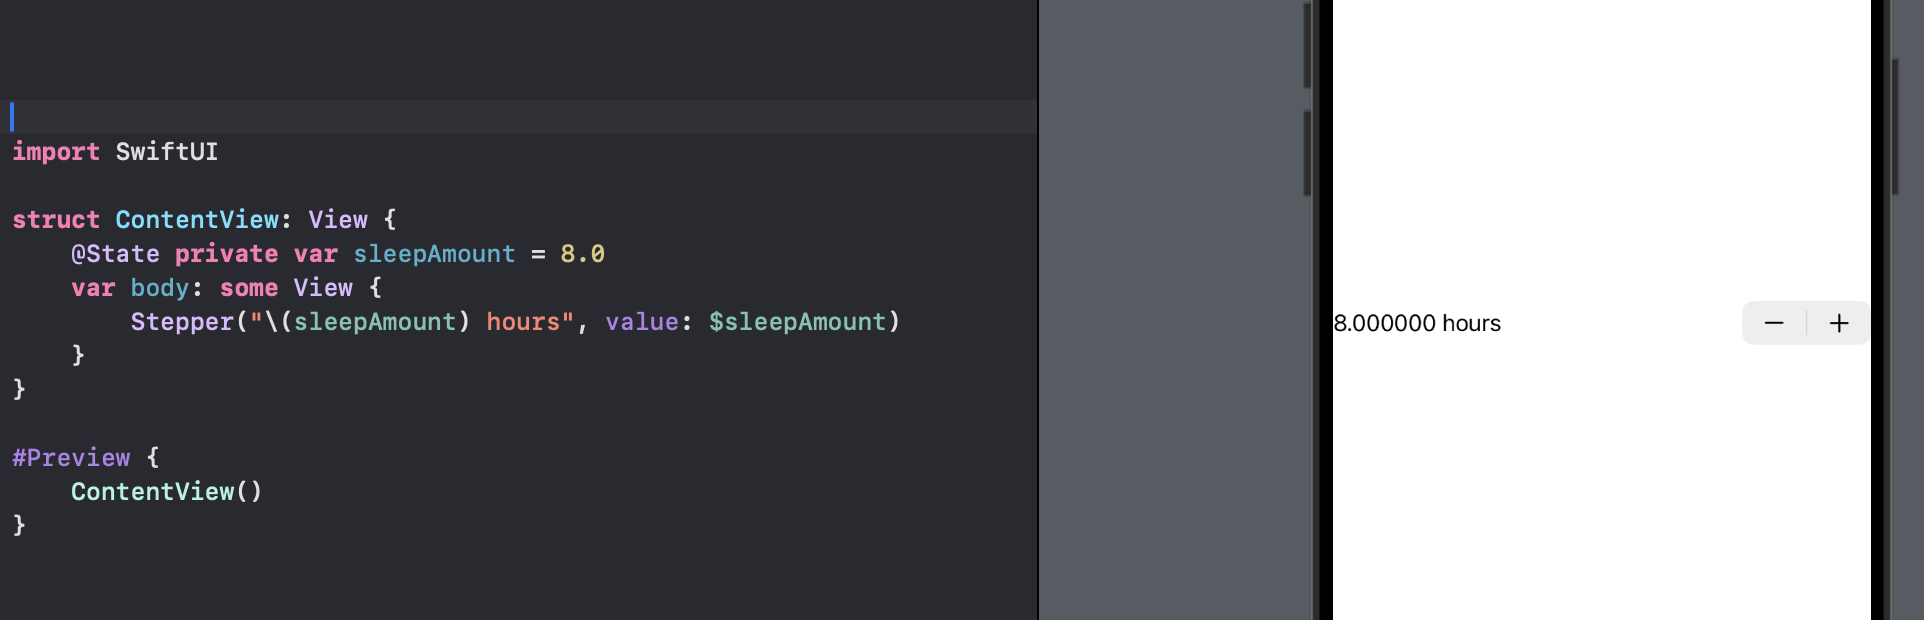 import SwiftUI
struct ContentView: View {
    @State private var sleepAmount = 8.0
    var body: some View {
        Stepper("\(sleepAmount) hours", value: $sleepAmount)
    }
}
#Preview {
    ContentView()
}
8.000000 hours